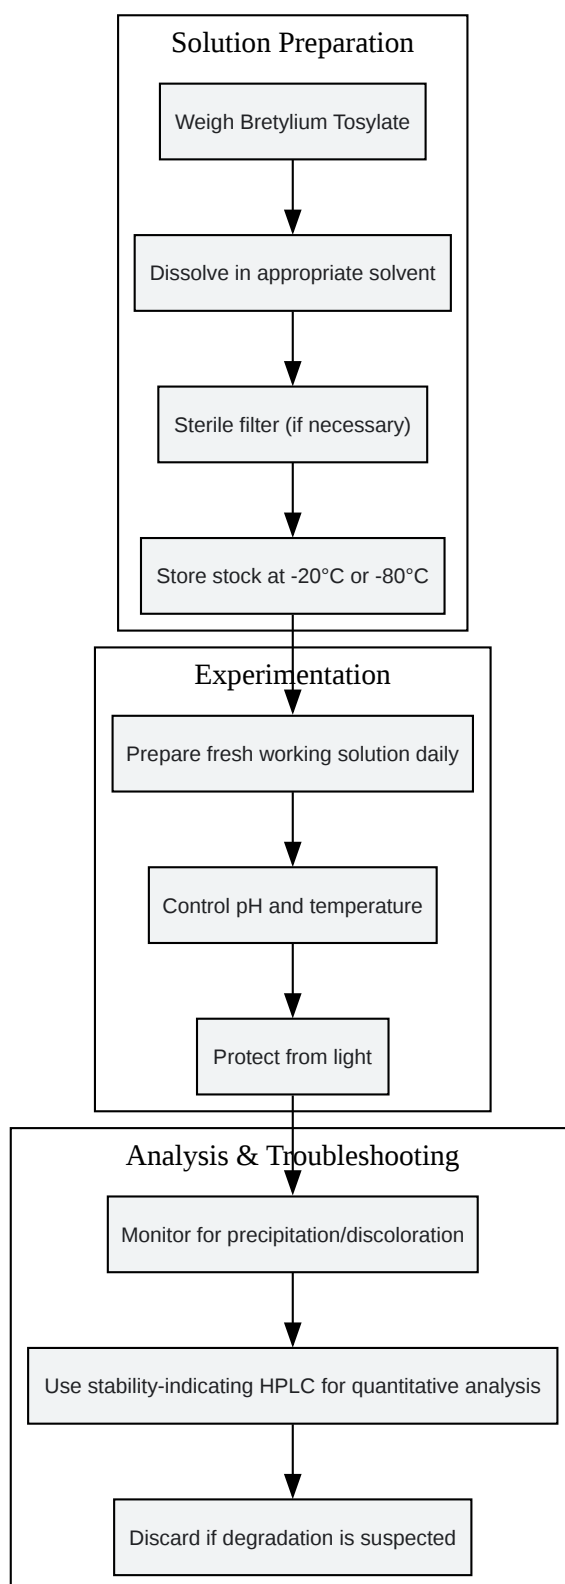 Solution Preparation
Weigh Bretylium Tosylate
Dissolve in appropriate solvent
Sterile filter (if necessary)
Store stock at -20°C or -80°C
Experimentation
Prepare fresh working solution daily
Control pH and temperature
Protect from light
Analysis & Troubleshooting
Monitor for precipitation/discoloration
Use stability-indicating HPLC for quantitative analysis
Discard if degradation is suspected